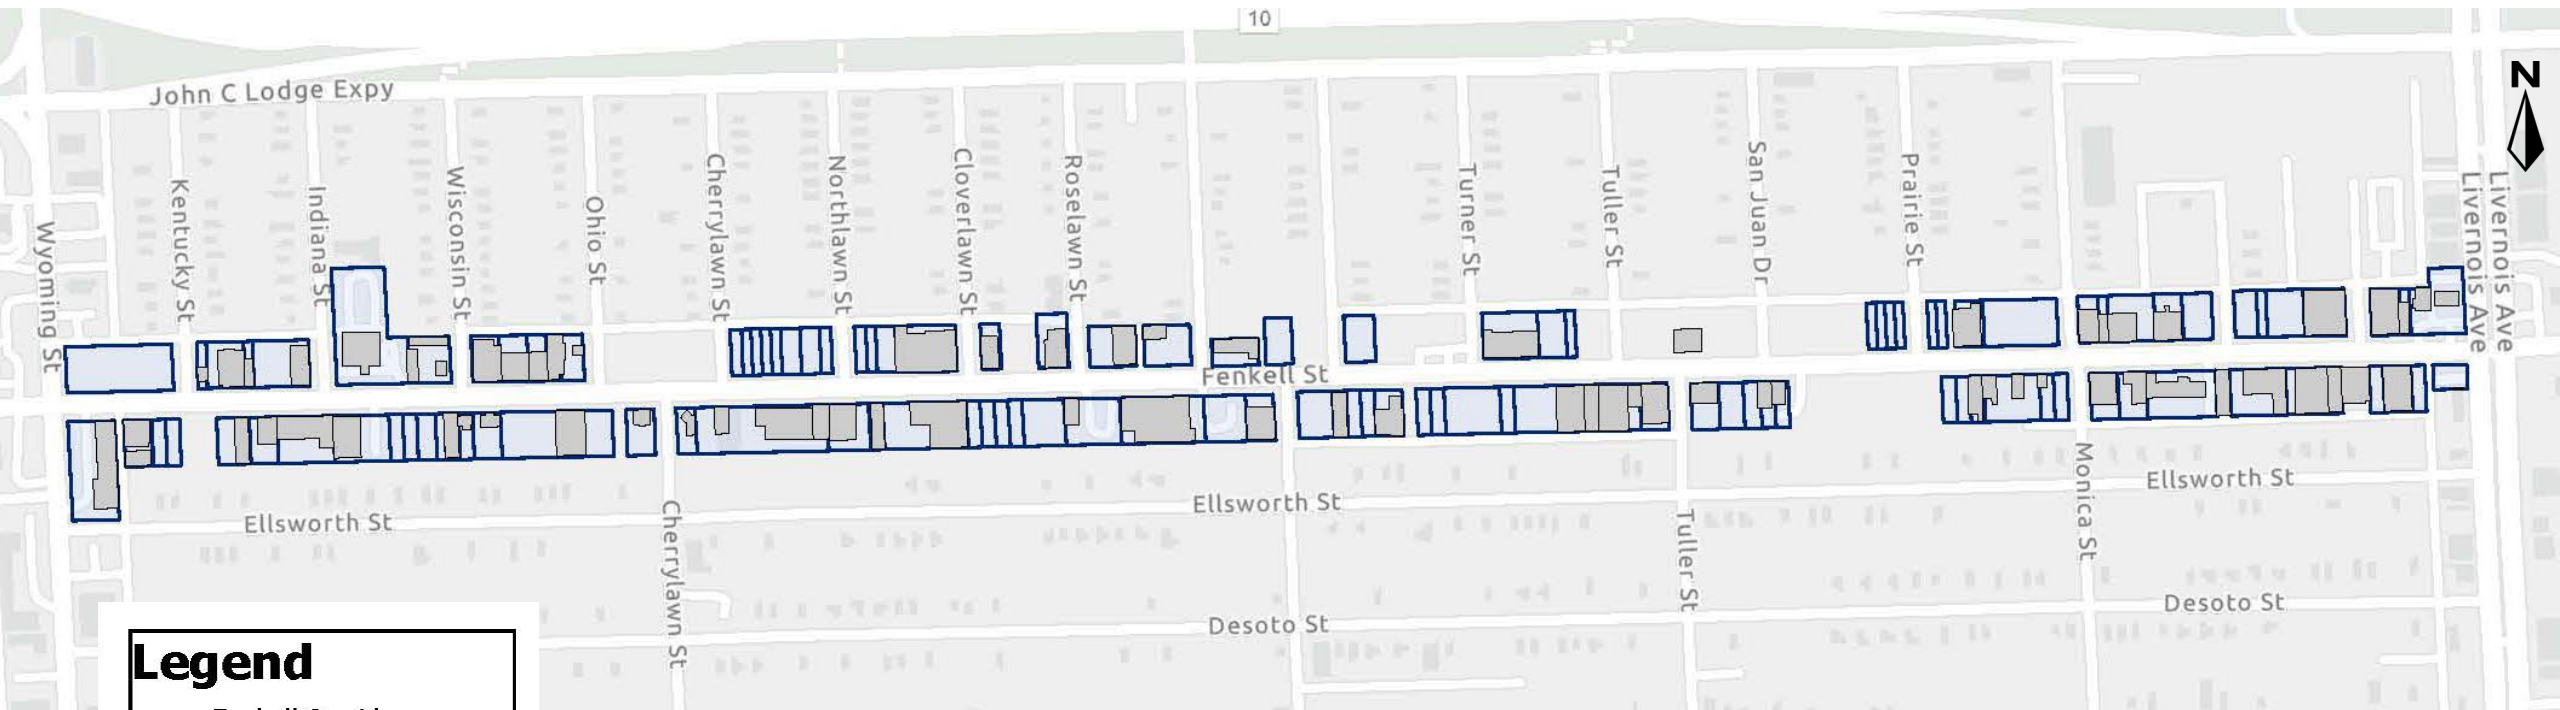 10
N
John C Lodge Expy
Wyoming St
Kentucky St
Indiana St
Wisconsin St
Ohio St
Cherrylawn St
Northlawn St
Cloverlawn St
Roselawn St
Turner St
Tuller St
San Juan Dr
Prairie St
Livernois Ave
Livernois Ave
Fenkell St
Ellsworth St
Ellsworth St
Ellsworth St
Cherrylawn St
Tuller St
Monica St
Desoto St
Desoto St
Legend